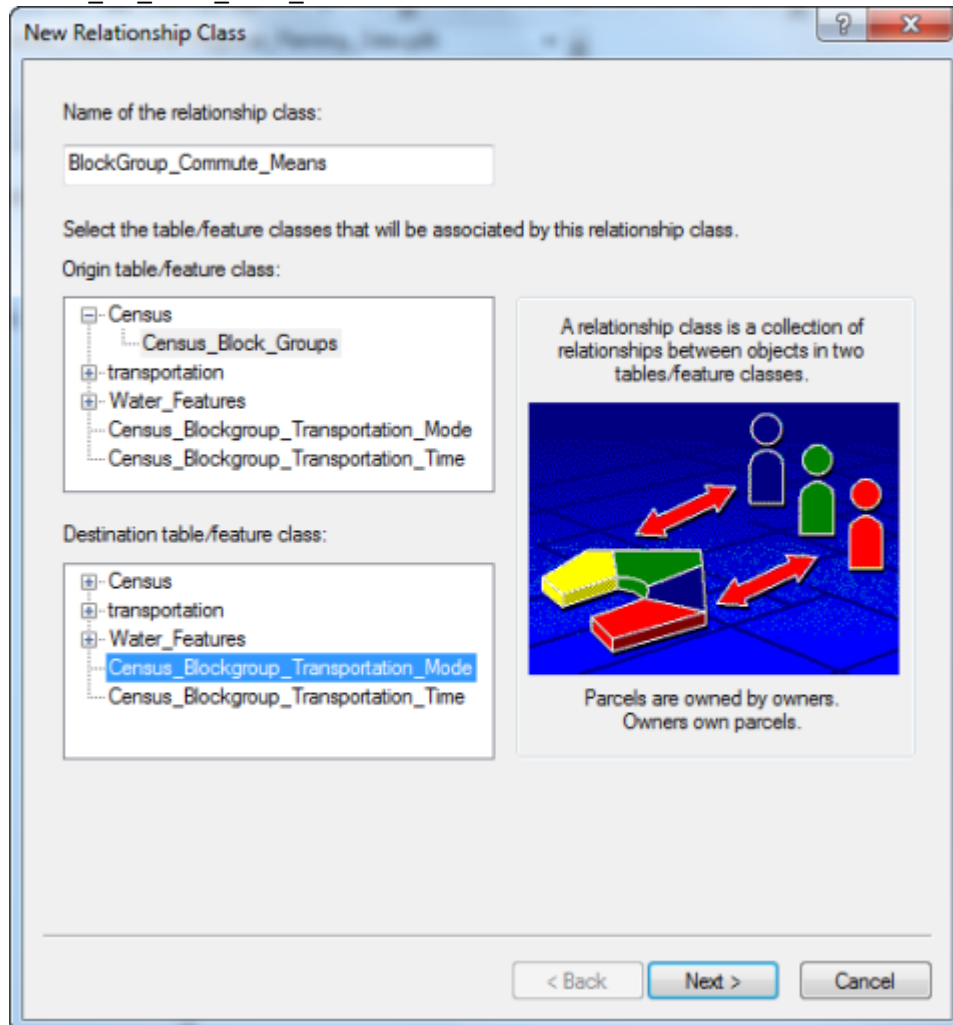 New Relationship Class
Name of the relationship class:
BlockGroup_Commute_Means
Select the table/feature classes that will be associated by this relationship class.
Origin table/feature class:
Census
Census_Block_Groups
transportation
Water_Features
Census_Blockgroup_Transportation_Mode
Census_Blockgroup_Transportation_Time
A relationship class is a collection of
relationships between objects in two
tables/feature classes.
Destination table/feature class:
Census
transportation
Water_Features
Census_Blockgroup_Transportation_Mode
Census_Blockgroup_Transportation_Time
Parcels are owned by owners.
Owners own parcels.
< Back
Next >
Cancel